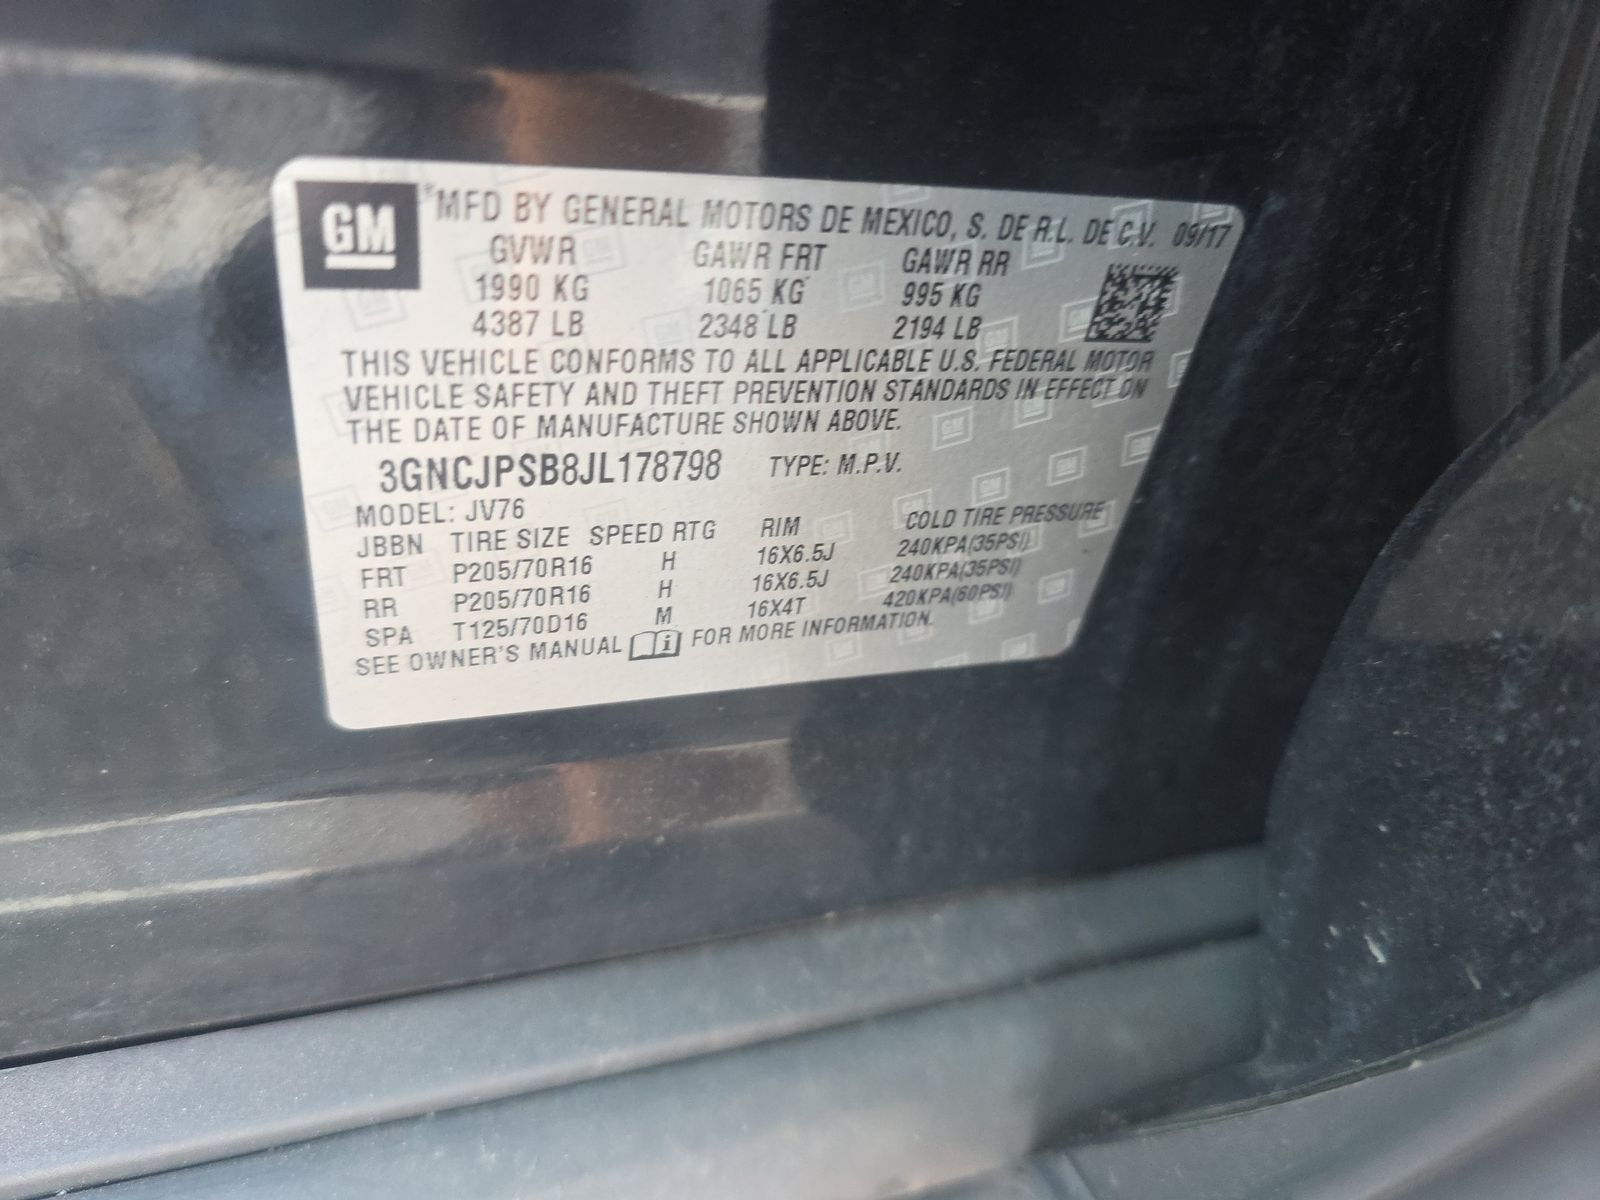 GM
® MFD BY GENERAL MOTORS DE MEXICO, S. DE R.L. DE C.V. 09/17
GVWR GAWR FRT GAWR RR
1990 KG 1065 KG 995 KG
4387 LB 2348 LB 2194 LB
THIS VEHICLE CONFORMS TO ALL APPLICABLE U.S. FEDERAL MOTOR
VEHICLE SAFETY AND THEFT PREVENTION STANDARDS IN EFFECT ON
THE DATE OF MANUFACTURE SHOWN ABOVE.
3GNCJPSB8JL178798 TYPE: M.P.V.
MODEL: JV76
JBBN TIRE SIZE SPEED RTG RIM COLD TIRE PRESSURE
FRT P205/70R16 H 16X6.5J 240KPA(35PSI)
RR P205/70R16 H 16X6.5J 240KPA(35PSI)
SPA T125/70D16 M 16X4T 420KPA(60PSI)
SEE OWNER'S MANUAL i FOR MORE INFORMATION.